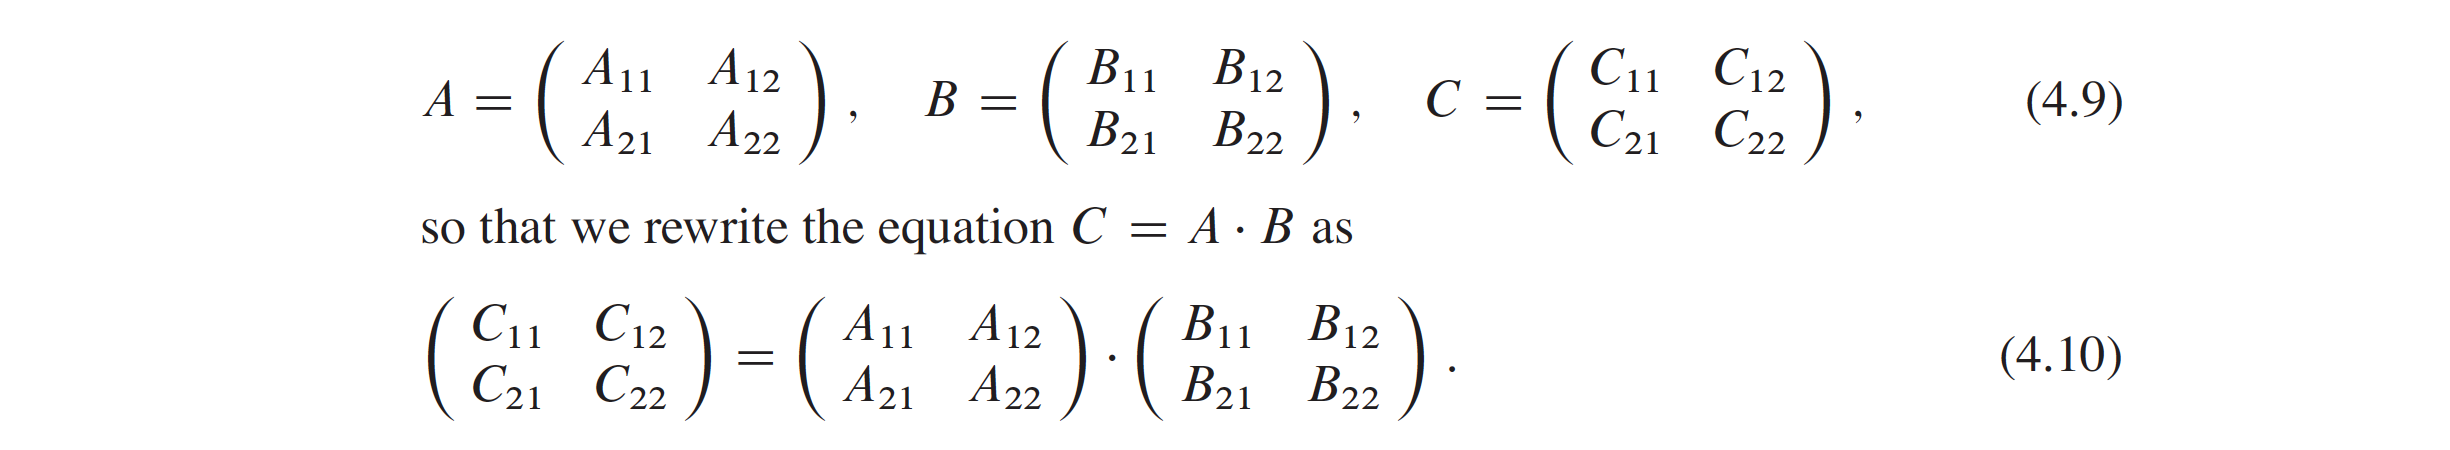 A = ( A11 A12 ; A21 A22 ) , B = ( B11 B12 ; B21 B22 ) , C = ( C11 C12 ; C21 C22 ) , (4.9)
so that we rewrite the equation C = A · B as
( C11 C12 ; C21 C22 ) = ( A11 A12 ; A21 A22 ) · ( B11 B12 ; B21 B22 ) . (4.10)